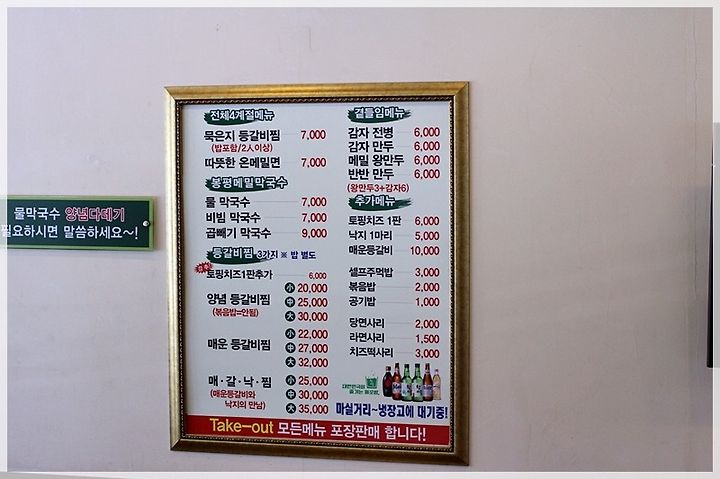 물막국수 양념다데기
필요하시면 말씀하세요~!
전체4계절메뉴
묵은지 등갈비찜 7,000
(밥포함/2인이상)
따뜻한 온메밀면 7,000
봉평메밀막국수
물 막국수 7,000
비빔 막국수 7,000
곱빼기 막국수 9,000
등갈비찜 3가지 ※ 밥 별도
토핑치즈1판추가 6,000
양념 등갈비찜 小 20,000
(볶음밥=안됨) 中 25,000
大 30,000
매운 등갈비찜 小 22,000
中 27,000
大 32,000
매·갈·낙·찜 小 25,000
(매운등갈비와 中 30,000
낙지의 만남) 大 35,000
곁들임메뉴
감자 전병 6,000
감자 만두 6,000
메밀 왕만두 6,000
반반 만두 6,000
(왕만두3+감자6)
추가메뉴
토핑치즈 1판 6,000
낙지 1마리 5,000
매운등갈비 10,000
셀프주먹밥 3,000
볶음밥 2,000
공기밥 1,000
당면사리 2,000
라면사리 1,500
치즈떡사리 3,000
마실거리~냉장고에 대기중!
Take-out 모든메뉴 포장판매 합니다!